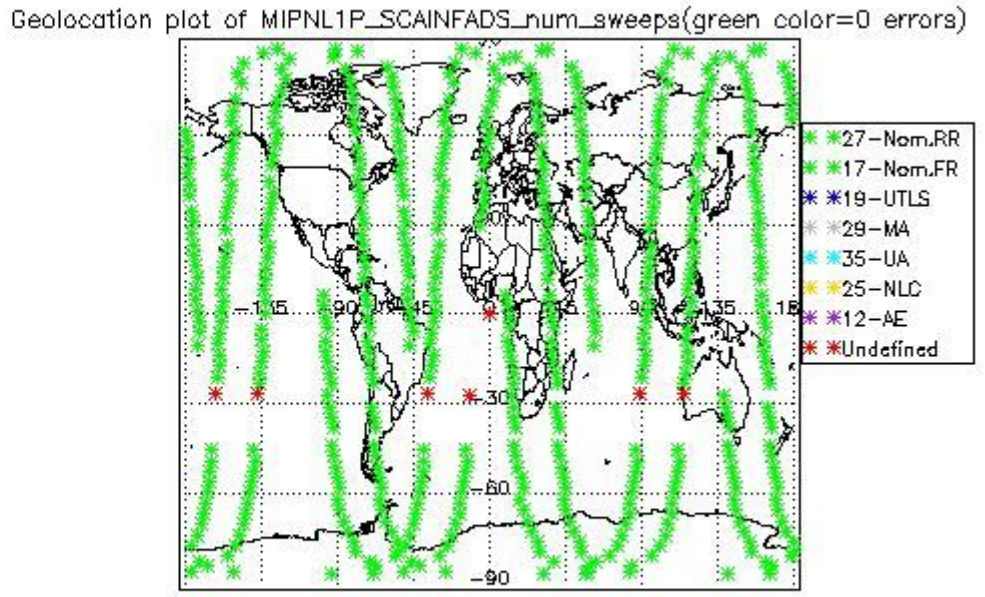 Geolocation plot of MIPNL1P_SCAINFADS_num_sweeps(green color=0 errors)
27-Nom.RR
17-Nom.FR
19-UTLS
29-MA
35-UA
25-NLC
12-AE
Undefined
-30
-60
-90